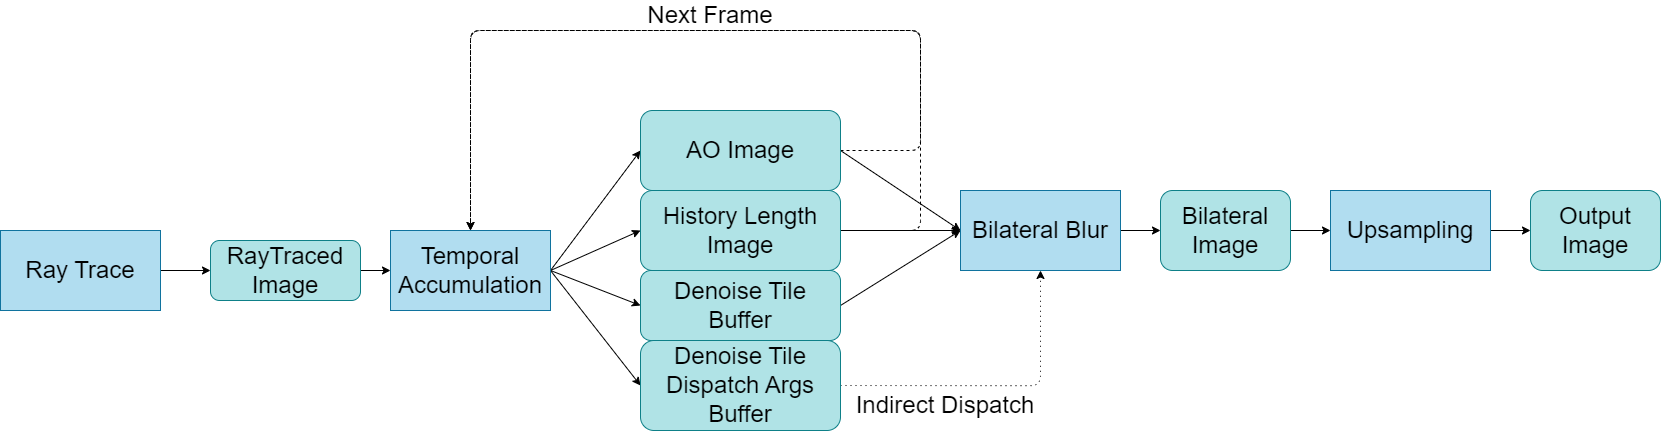 Next Frame
Ray Trace
RayTraced
Image
Temporal
Accumulation
AO Image
History Length
Image
Denoise Tile
Buffer
Denoise Tile
Dispatch Args
Buffer
Indirect Dispatch
Bilateral Blur
Bilateral
Image
Upsampling
Output
Image